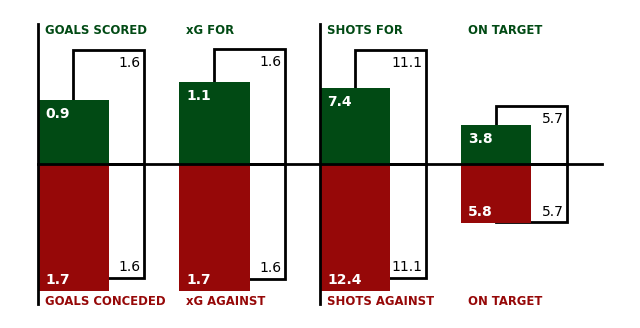 GOALS SCORED xG FOR SHOTS FOR ON TARGET
1.6 1.6 11.1 5.7
0.9 1.1 7.4 3.8
1.6 1.6 11.1 5.7
1.7 1.7 12.4 5.8
GOALS CONCEDED xG AGAINST SHOTS AGAINST ON TARGET